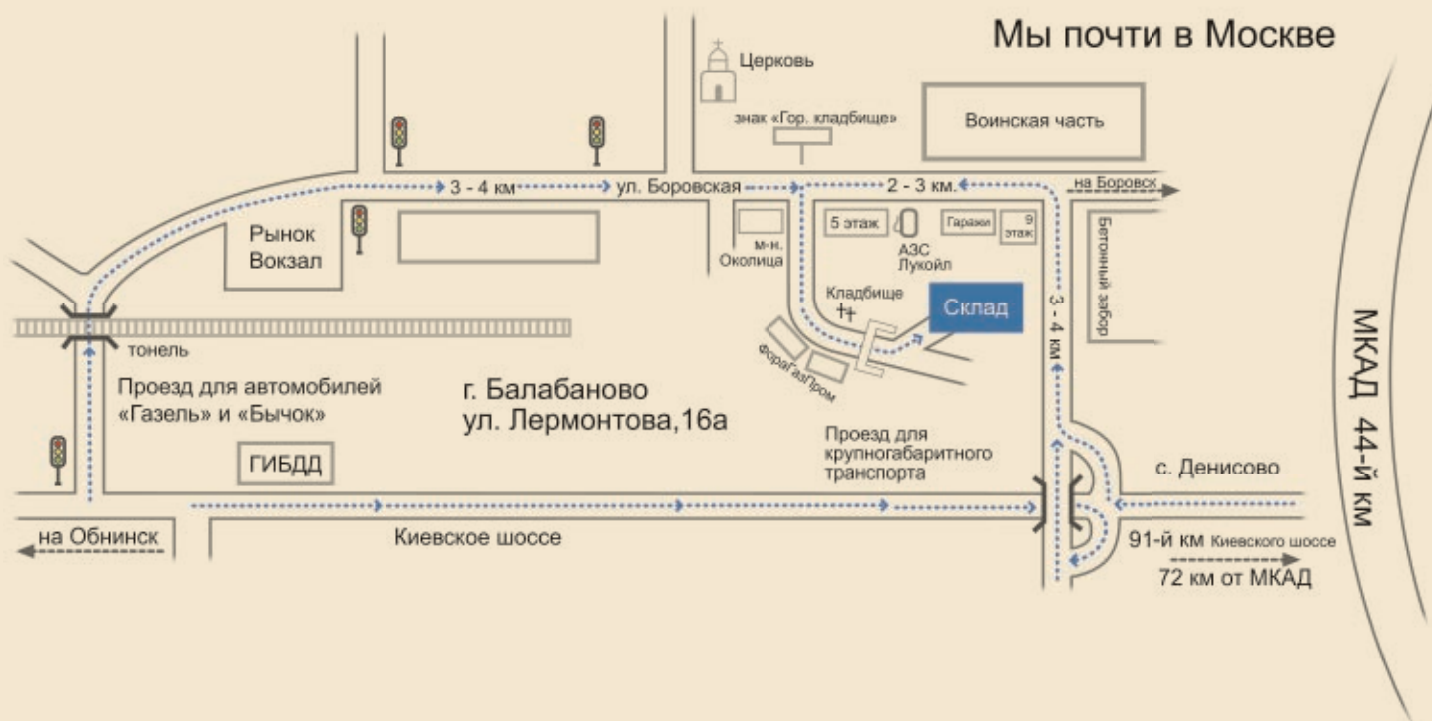 Мы почти в Москве
Церковь
знак «Гор. кладбище»
Воинская часть
3 - 4 км
ул. Боровская
2 - 3 км.
на Боровск
Рынок
Вокзал
м-н.
Околица
5 этаж
АЗС
Лукойл
Гаражи
9
этаж
Бетонный забор
Кладбище
Склад
3 - 4 км
ФораГазПром
тонель
Проезд для автомобилей
«Газель» и «Бычок»
г. Балабаново
ул. Лермонтова,16а
МКАД 44-й км
ГИБДД
Проезд для
крупногабаритного
транспорта
с. Денисово
на Обнинск
Киевское шоссе
91-й км Киевского шоссе
72 км от МКАД